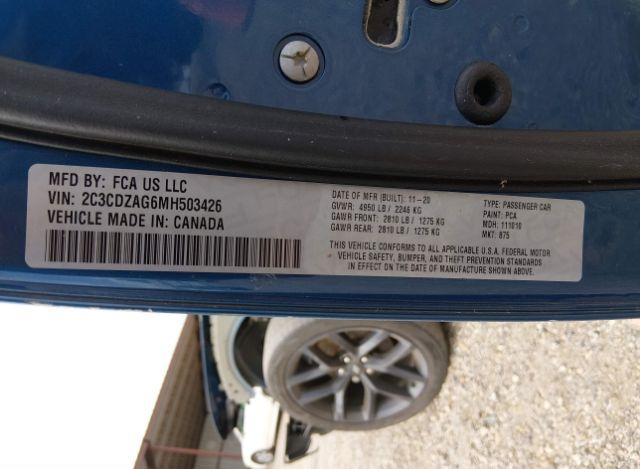 MFD BY: FCA US LLC
VIN: 2C3CDZAG6MH503426
VEHICLE MADE IN: CANADA
DATE OF MFR (BUILT): 11-20
GVWR: 4950 LB / 2246 KG
GAWR FRONT: 2810 LB / 1275 KG
GAWR REAR: 2810 LB / 1275 KG
TYPE: PASSENGER CAR
PAINT: PCA
MDH: 111010
MKT: 875
THIS VEHICLE CONFORMS TO ALL APPLICABLE U.S.A. FEDERAL MOTOR
VEHICLE SAFETY, BUMPER, AND THEFT PREVENTION STANDARDS
IN EFFECT ON THE DATE OF MANUFACTURE SHOWN ABOVE.